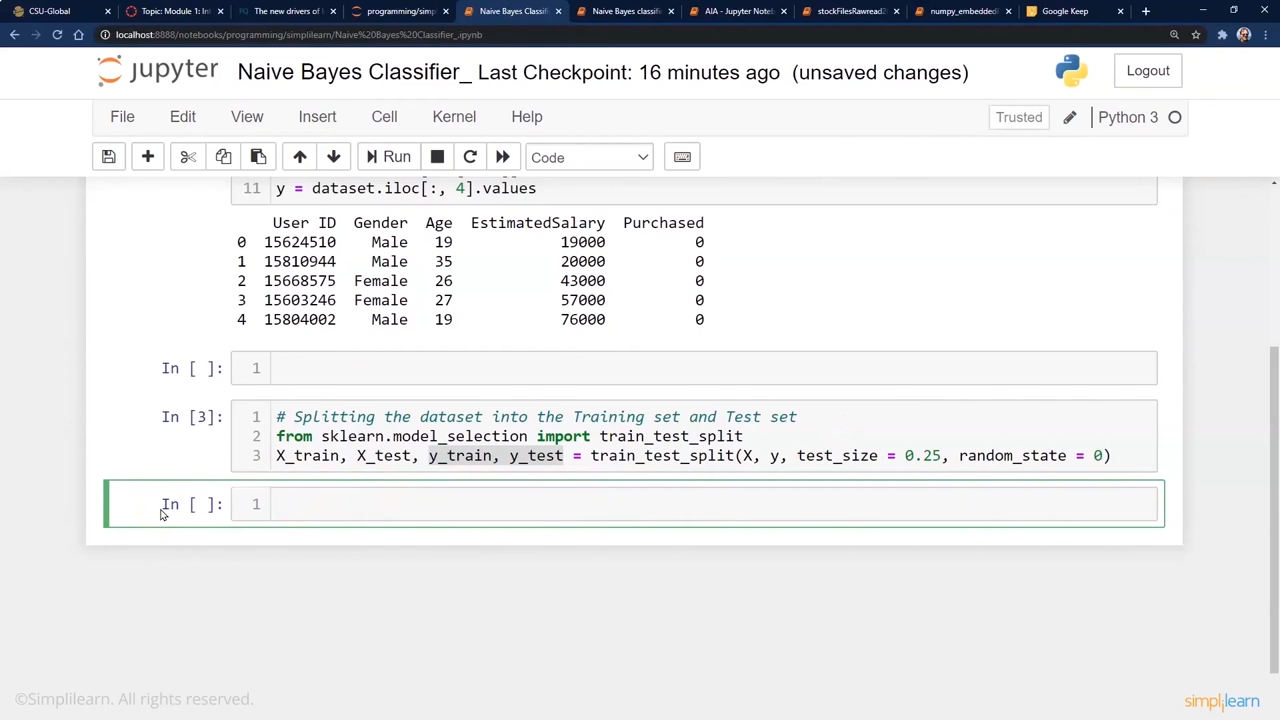 CSU-Global
Topic: Module 1: Int
The new drivers of
programming/simp
Naive Bayes Classifi
Naive Bayes classifie
AIA - Jupyter Noteb
stockFilesRawread2
numpy_embeddedl
Google Keep
localhost:8888/notebooks/programming/simplilearn/Naive%20Bayes%20Classifier_.ipynb
jupyter Naive Bayes Classifier_ Last Checkpoint: 16 minutes ago (unsaved changes) Logout
File Edit View Insert Cell Kernel Help Trusted Python 3
Run Code
11 y = dataset.iloc[:, 4].values
User ID Gender Age EstimatedSalary Purchased
0 15624510 Male 19 19000 0
1 15810944 Male 35 20000 0
2 15668575 Female 26 43000 0
3 15603246 Female 27 57000 0
4 15804002 Male 19 76000 0
In [ ]: 1
In [3]: 1 # Splitting the dataset into the Training set and Test set
2 from sklearn.model_selection import train_test_split
3 X_train, X_test, y_train, y_test = train_test_split(X, y, test_size = 0.25, random_state = 0)
In [ ]: 1
©Simplilearn. All rights reserved.
simplilearn